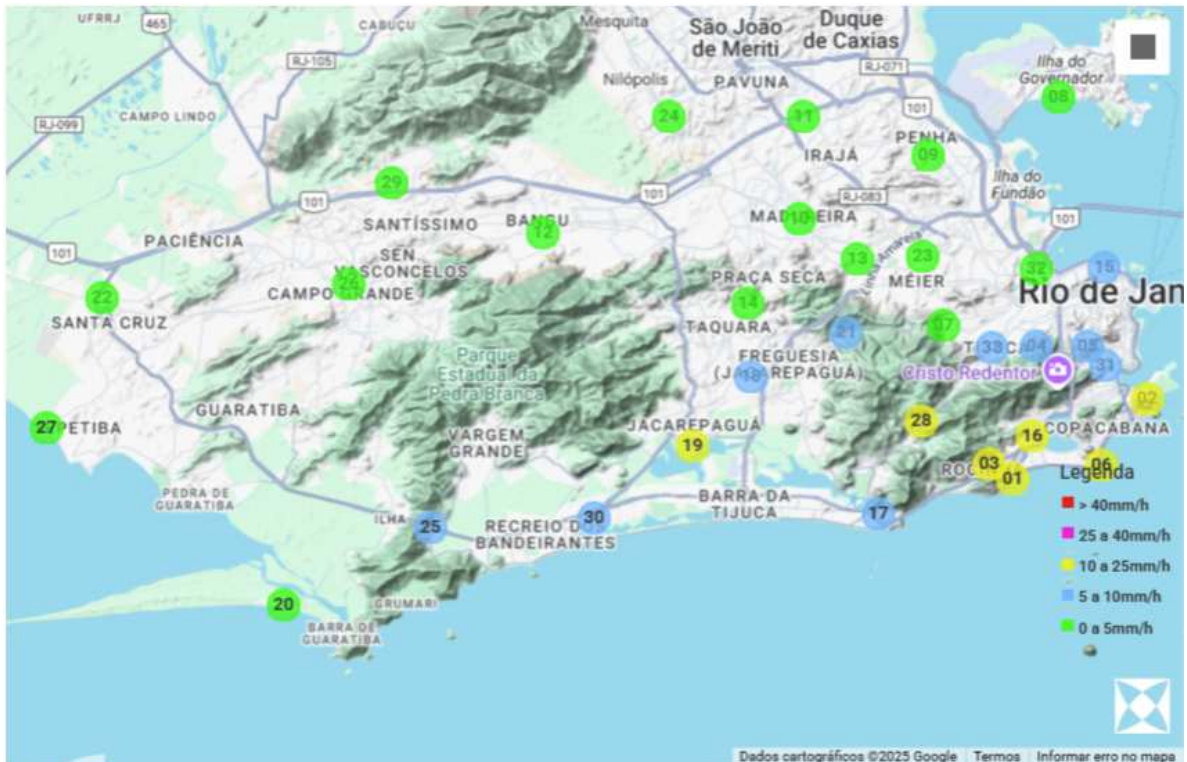 UFRRJ
465
CABUÇU
Mesquita
São João
de Meriti
Duque
de Caxias
RJ-105
Nilópolis
PAVUNA
RJ-071
Ilha do
Governador
08
RJ-099
CAMPO LINDO
24
11
101
PENHA
09
IRAJÁ
29
101
101
RJ-083
Ilha do
Fundão
SANTÍSSIMO
BANGU
12
10
101
PACIÊNCIA
SEN
VASCONCELOS
13
Linha Amarela
23
MÉIER
32
15
101
22
CAMPO GRANDE
PRAÇA SECA
14
Rio de Jan
SANTA CRUZ
TAQUARA
21
07
Parque
Estadual da
Pedra Branca
FREGUESIA
(JACAREPAGUÁ)
18
33
04
05
31
Cristo Redentor
GUARATIBA
02
27
PETIBA
VARGEM
GRANDE
JACAREPAGUÁ
19
28
16
COPACABANA
03
01
06
PEDRA DE
GUARATIBA
ILHA
25
RECREIO D
BANDEIRANTES
30
BARRA DA
TIJUCA
17
Legenda
> 40mm/h
25 a 40mm/h
10 a 25mm/h
5 a 10mm/h
0 a 5mm/h
20
GRUMARI
BARRA DE
GUARATIBA
Dados cartográficos ©2025 Google
Termos
Informar erro no mapa